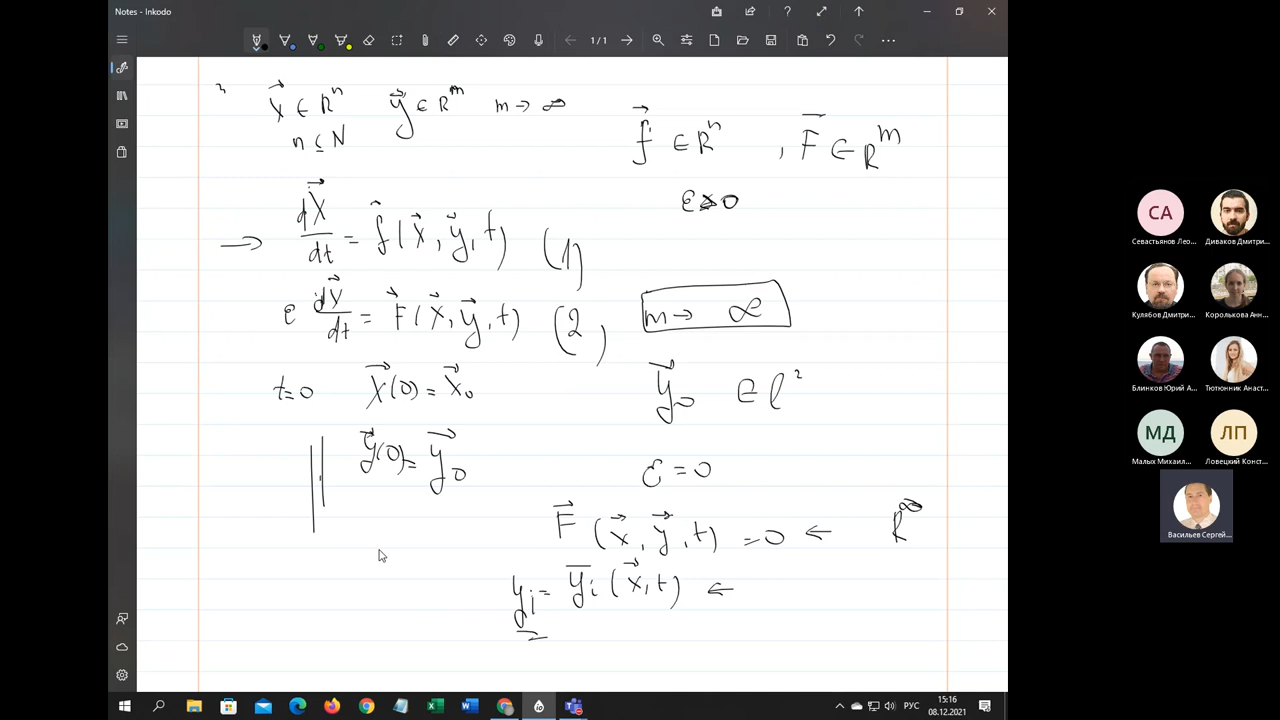 Notes - Inkodo
1/1
x⃗ ∈ Rⁿ y⃗ ∈ Rᵐ m → ∞
n ≤ N
f⃗ ∈ Rⁿ , F̅ ∈ Rᵐ
ε>0
→ dX⃗/dt = f(x⃗, y⃗, t) (1)
ε dy⃗/dt = F⃗(x⃗, y⃗, t) (2)
m → ∞
t=0 x⃗(0) = x⃗₀
y⃗₀ ∈ l²
y⃗(0) = y⃗₀
ε = 0
F⃗(x⃗, y⃗, t) = 0 ← R^∞
yᵢ = y̅ᵢ(x⃗, t) ←
СА
Севастьянов Лео...
Диваков Дмитри...
Кулябов Дмитри...
Королькова Анн...
Блинков Юрий А...
Тютюнник Анаст...
МД
Малых Михаил...
ЛП
Ловецкий Конст...
Васильев Сергей...
РУС
15:16
08.12.2021